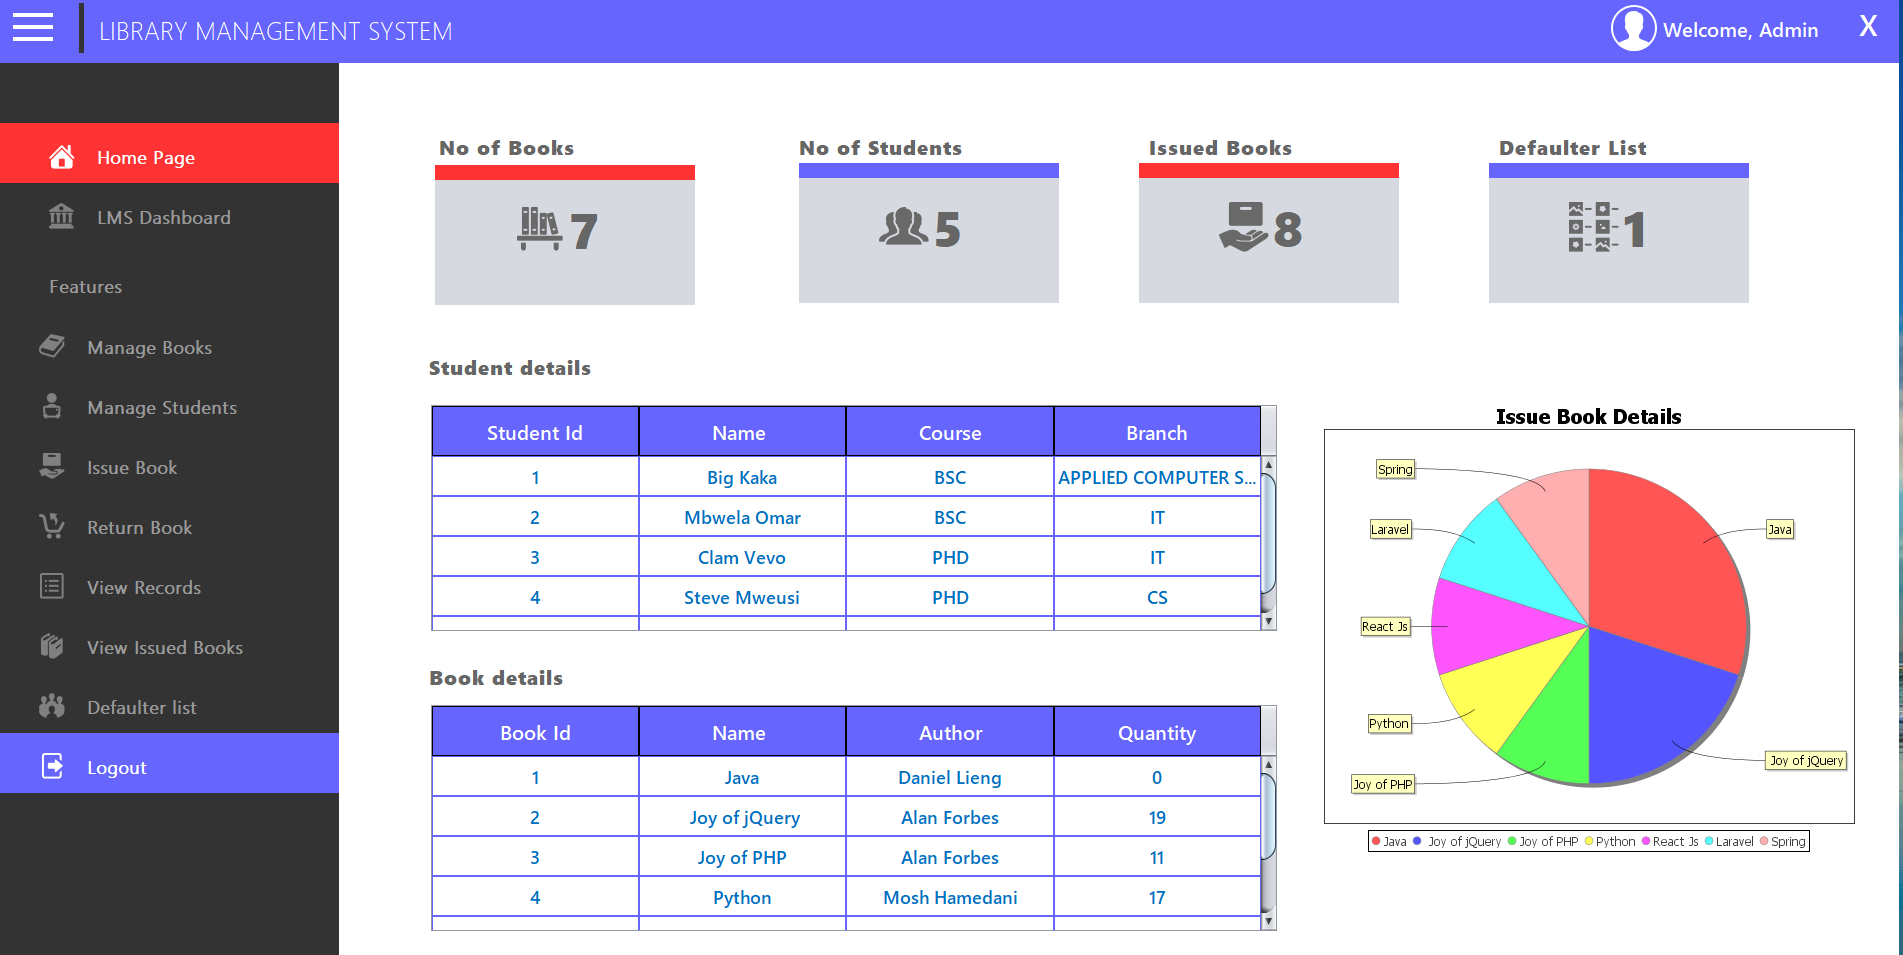 LIBRARY MANAGEMENT SYSTEM
Welcome, Admin
X
Home Page
LMS Dashboard
Features
Manage Books
Manage Students
Issue Book
Return Book
View Records
View Issued Books
Defaulter list
Logout
No of Books
7
No of Students
5
Issued Books
8
Defaulter List
1
Student details
Student Id Name Course Branch
1 Big Kaka BSC APPLIED COMPUTER S...
2 Mbwela Omar BSC IT
3 Clam Vevo PHD IT
4 Steve Mweusi PHD CS
Book details
Book Id Name Author Quantity
1 Java Daniel Lieng 0
2 Joy of jQuery Alan Forbes 19
3 Joy of PHP Alan Forbes 11
4 Python Mosh Hamedani 17
Issue Book Details
Spring
Java
Laravel
React Js
Python
Joy of jQuery
Joy of PHP
Java Joy of jQuery Joy of PHP Python React Js Laravel Spring